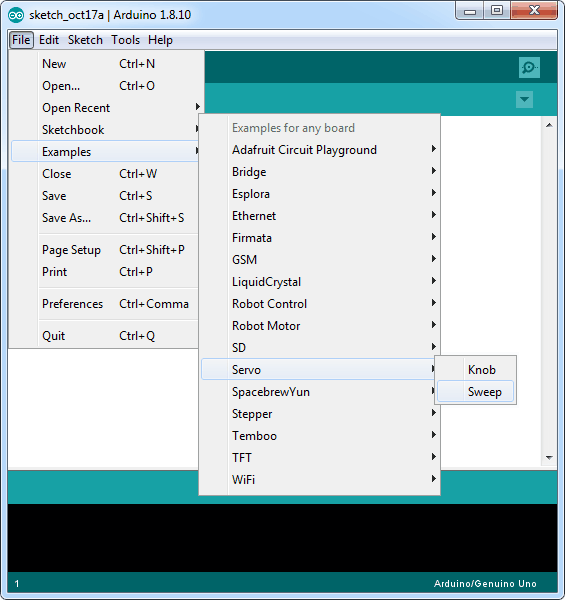 sketch_oct17a | Arduino 1.8.10
File Edit Sketch Tools Help
New Ctrl+N
Open... Ctrl+O
Open Recent
Sketchbook
Examples
Close Ctrl+W
Save Ctrl+S
Save As... Ctrl+Shift+S
Page Setup Ctrl+Shift+P
Print Ctrl+P
Preferences Ctrl+Comma
Quit Ctrl+Q
Examples for any board
Adafruit Circuit Playground
Bridge
Esplora
Ethernet
Firmata
GSM
LiquidCrystal
Robot Control
Robot Motor
SD
Servo
SpacebrewYun
Stepper
Temboo
TFT
WiFi
Knob
Sweep
1 Arduino/Genuino Uno